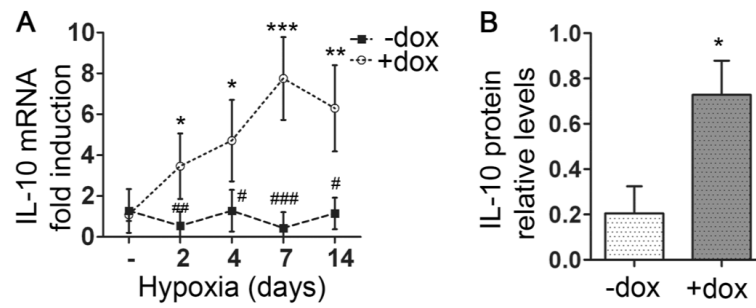 A
IL-10 mRNA
fold induction
10
8
6
4
2
0
-dox
+dox
*
*
***
**
##
#
###
#
-
2
4
7
14
Hypoxia (days)
B
IL-10 protein
relative levels
1.0
0.8
0.6
0.4
0.2
0.0
*
-dox
+dox